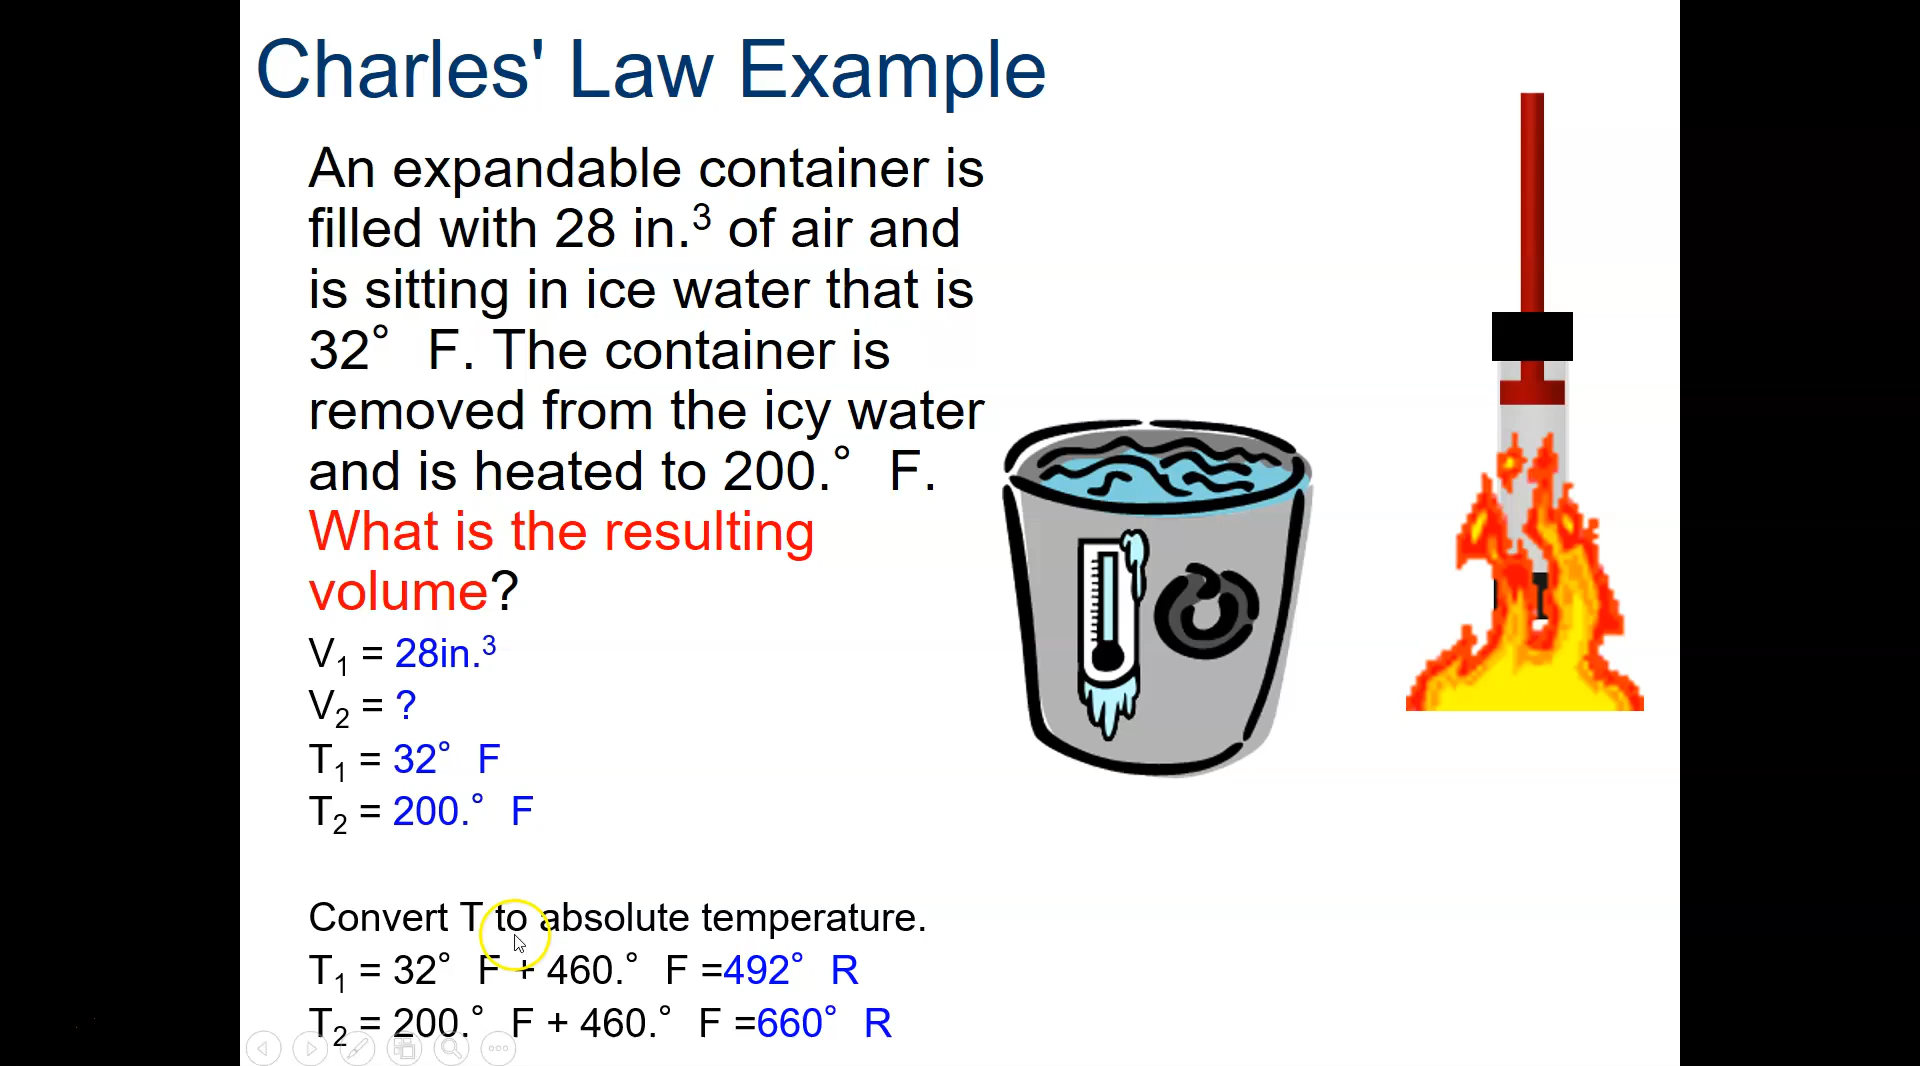 Charles' Law Example
An expandable container is
filled with 28 in.³ of air and
is sitting in ice water that is
32° F. The container is
removed from the icy water
and is heated to 200.° F.
What is the resulting
volume?
V₁ = 28in.³
V₂ = ?
T₁ = 32° F
T₂ = 200.° F
Convert T to absolute temperature.
T₁ = 32° F + 460.° F =492° R
T₂ = 200.° F + 460.° F =660° R